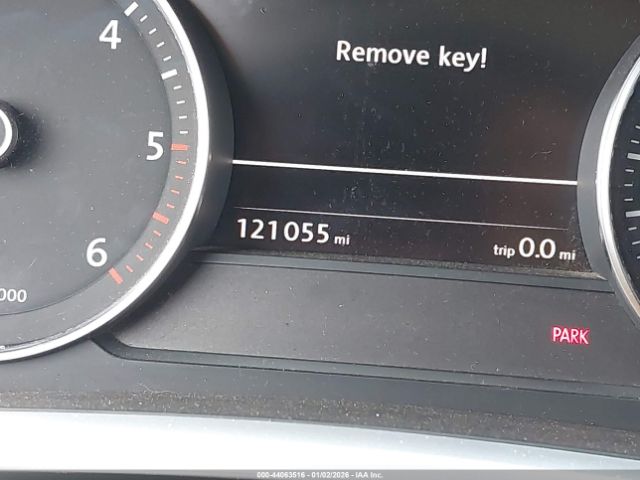 4
Remove key!
5
121055 mi
trip 0.0 mi
6
000
PARK
000-44063516 - 01/02/2026 - IAA Inc.